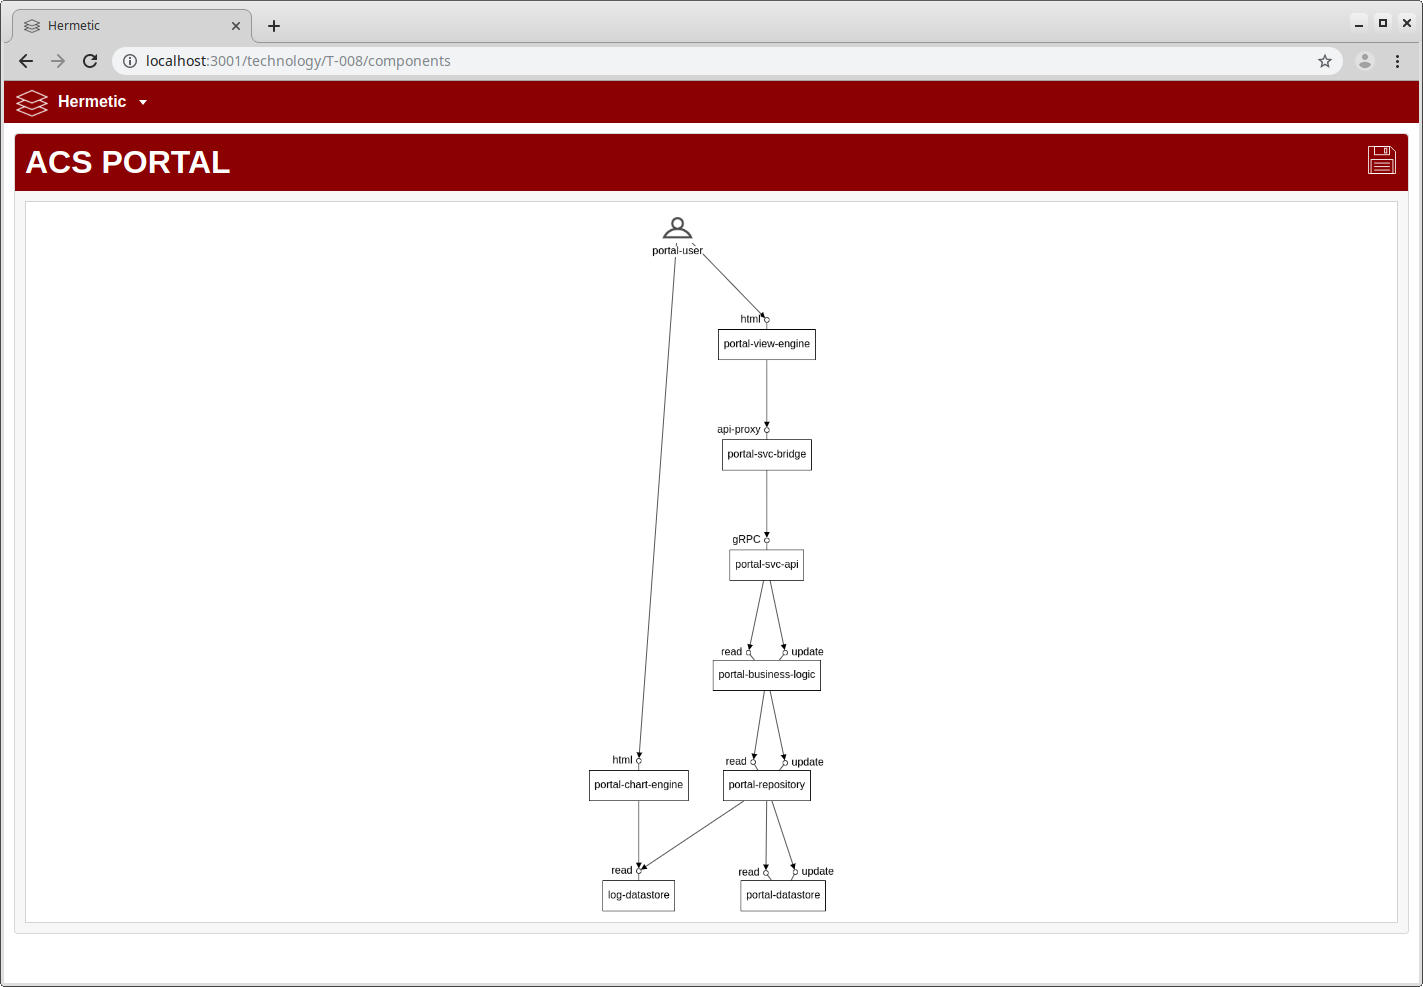 Hermetic
localhost:3001/technology/T-008/components
Hermetic
ACS PORTAL
portal-user
html
portal-view-engine
api-proxy
portal-svc-bridge
gRPC
portal-svc-api
read update
portal-business-logic
html read update
portal-chart-engine portal-repository
read read update
log-datastore portal-datastore